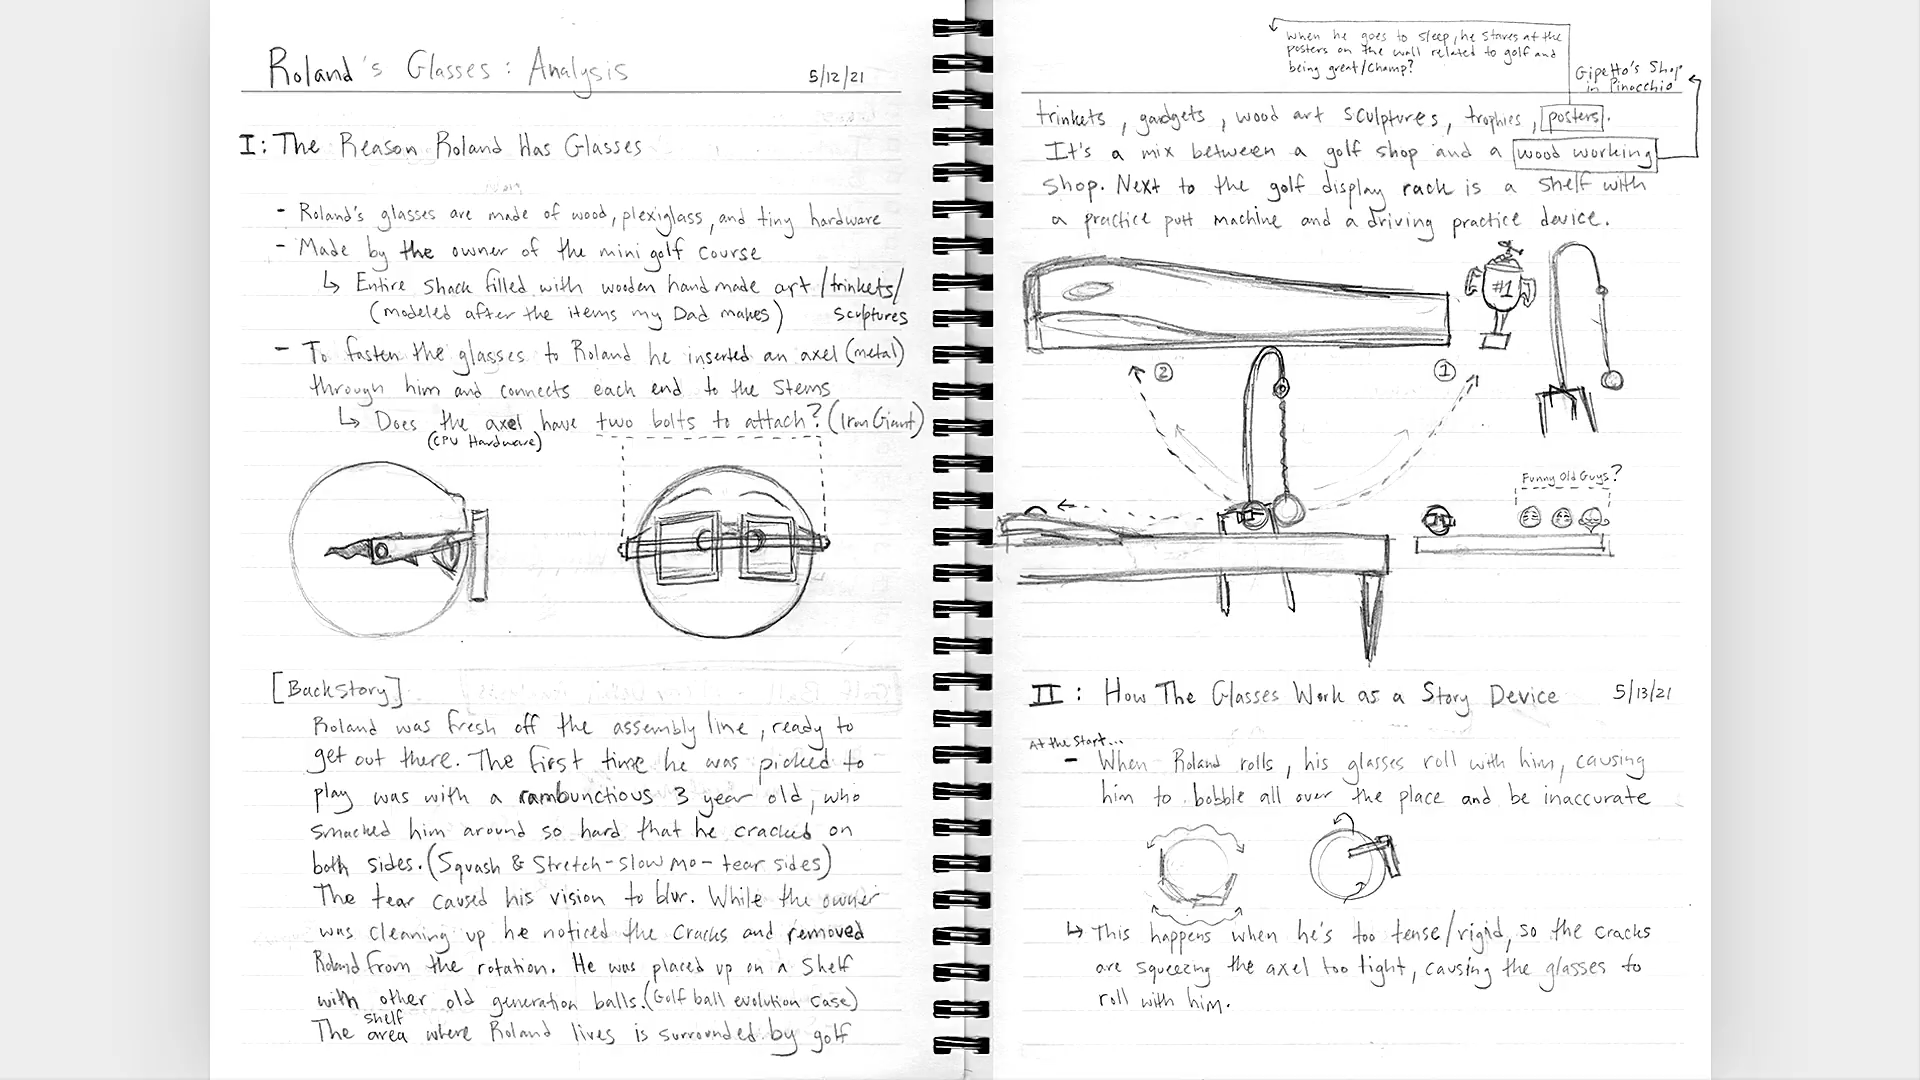 Roland's Glasses: Analysis 5/12/21
I: The Reason Roland Has Glasses
- Roland's glasses are made of wood, plexiglass, and tiny hardware
- Made by the owner of the mini golf course
↳ Entire shack filled with wooden handmade art/trinkets/
(modeled after the items my Dad makes) sculptures
- To fasten the glasses to Roland he inserted an axel (metal)
through him and connects each end to the stems
↳ Does the axel have two bolts to attach? (Iron Giant)
(CPU Hardware)
[Backstory]
Roland was fresh off the assembly line, ready to
get out there. The first time he was picked to
play was with a rambunctious 3 year old, who
smacked him around so hard that he cracked on
both sides. (Squash & Stretch - slow mo - tear sides)
The tear caused his vision to blur. While the owner
was cleaning up he noticed the cracks and removed
Roland from the rotation. He was placed up on a shelf
with other old generation balls. (Golf ball evolution case)
The shelf area where Roland lives is surrounded by golf
When he goes to sleep, he stares at the
posters on the wall related to golf and
being great/champ?
Gipetto's Shop
in Pinocchio
trinkets, gadgets, wood art sculptures, trophies, posters.
It's a mix between a golf shop and a wood working
shop. Next to the golf display rack is a shelf with
a practice putt machine and a driving practice device.
#1
2
1
Funny Old Guys?
II: How The Glasses Work as a Story Device 5/13/21
At the start...
- When Roland rolls, his glasses roll with him, causing
him to bobble all over the place and be inaccurate
↳ This happens when he's too tense/rigid, so the cracks
are squeezing the axel too tight, causing the glasses to
roll with him.